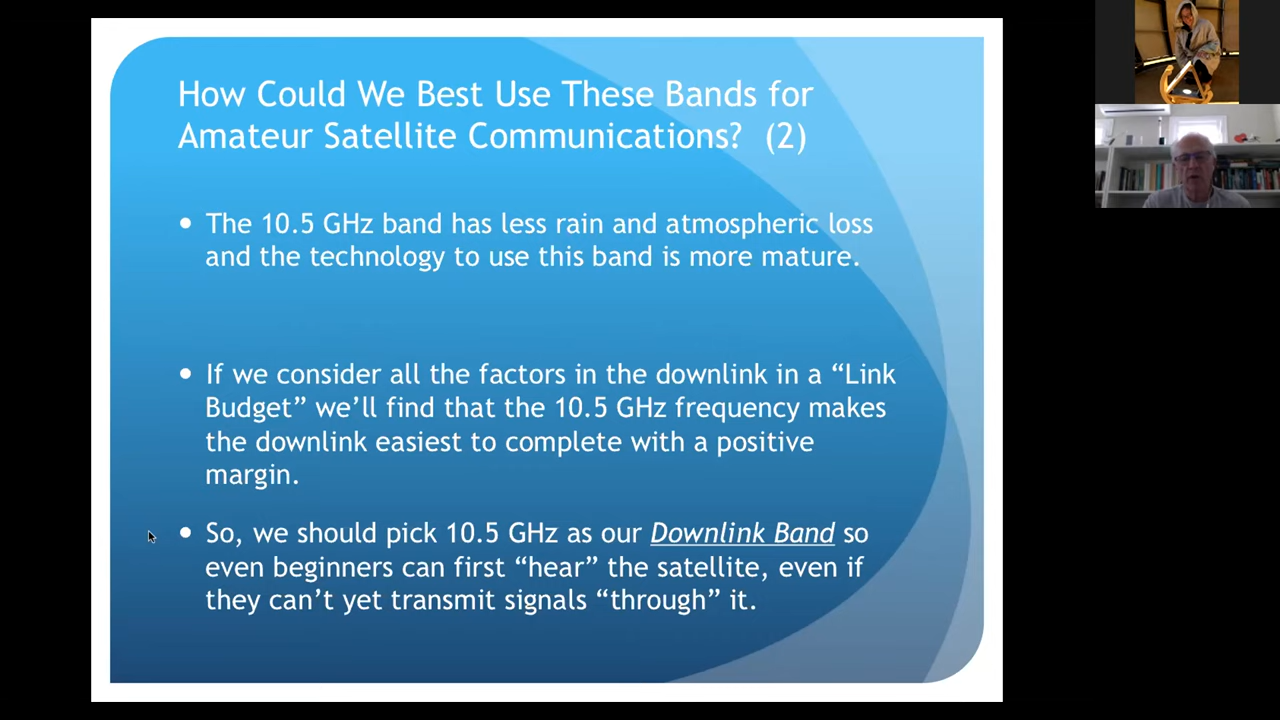 How Could We Best Use These Bands for
Amateur Satellite Communications? (2)
• The 10.5 GHz band has less rain and atmospheric loss
and the technology to use this band is more mature.
• If we consider all the factors in the downlink in a “Link
Budget” we’ll find that the 10.5 GHz frequency makes
the downlink easiest to complete with a positive
margin.
• So, we should pick 10.5 GHz as our Downlink Band so
even beginners can first “hear” the satellite, even if
they can’t yet transmit signals “through” it.